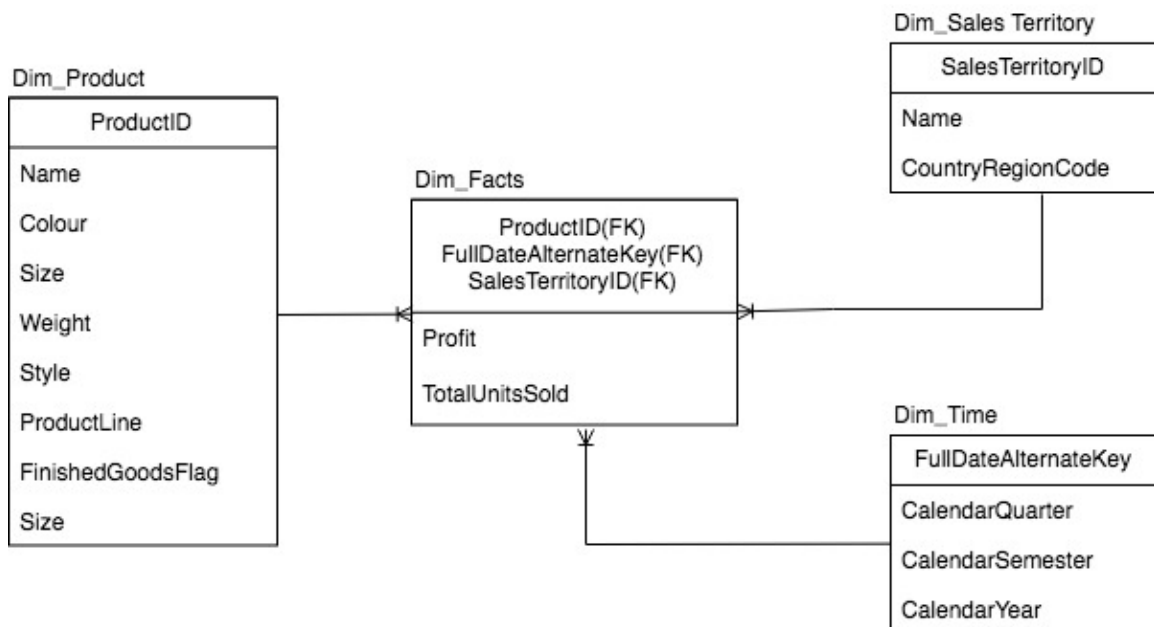 Dim_Product
ProductID
Name
Colour
Size
Weight
Style
ProductLine
FinishedGoodsFlag
Size
Dim_Facts
ProductID(FK)
FullDateAlternateKey(FK)
SalesTerritoryID(FK)
Profit
TotalUnitsSold
Dim_Sales Territory
SalesTerritoryID
Name
CountryRegionCode
Dim_Time
FullDateAlternateKey
CalendarQuarter
CalendarSemester
CalendarYear